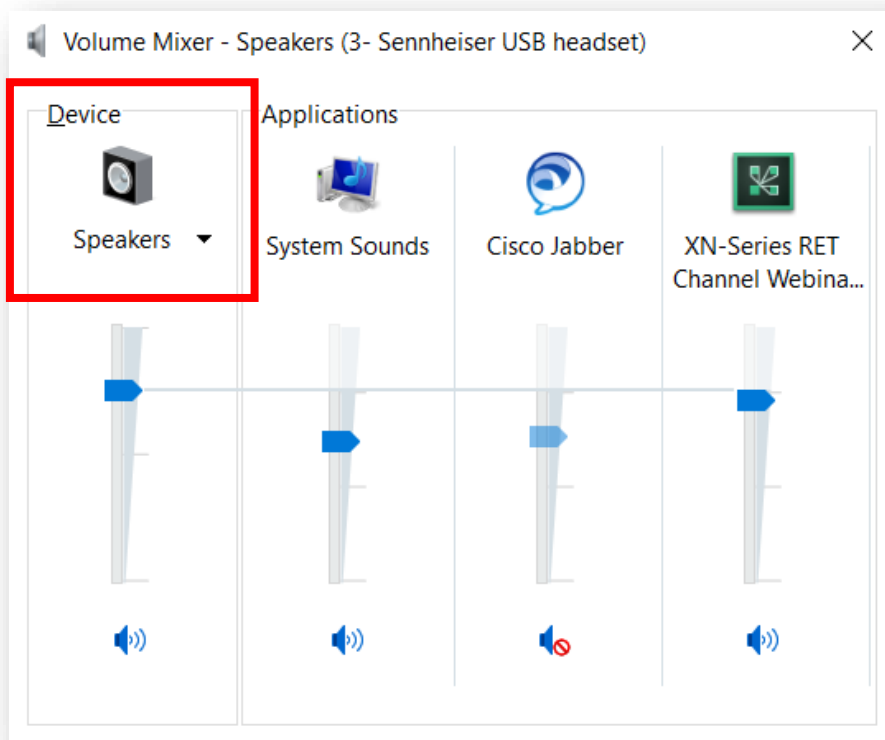 Volume Mixer - Speakers (3- Sennheiser USB headset)
Device
Applications
Speakers
System Sounds
Cisco Jabber
XN-Series RET
Channel Webina...